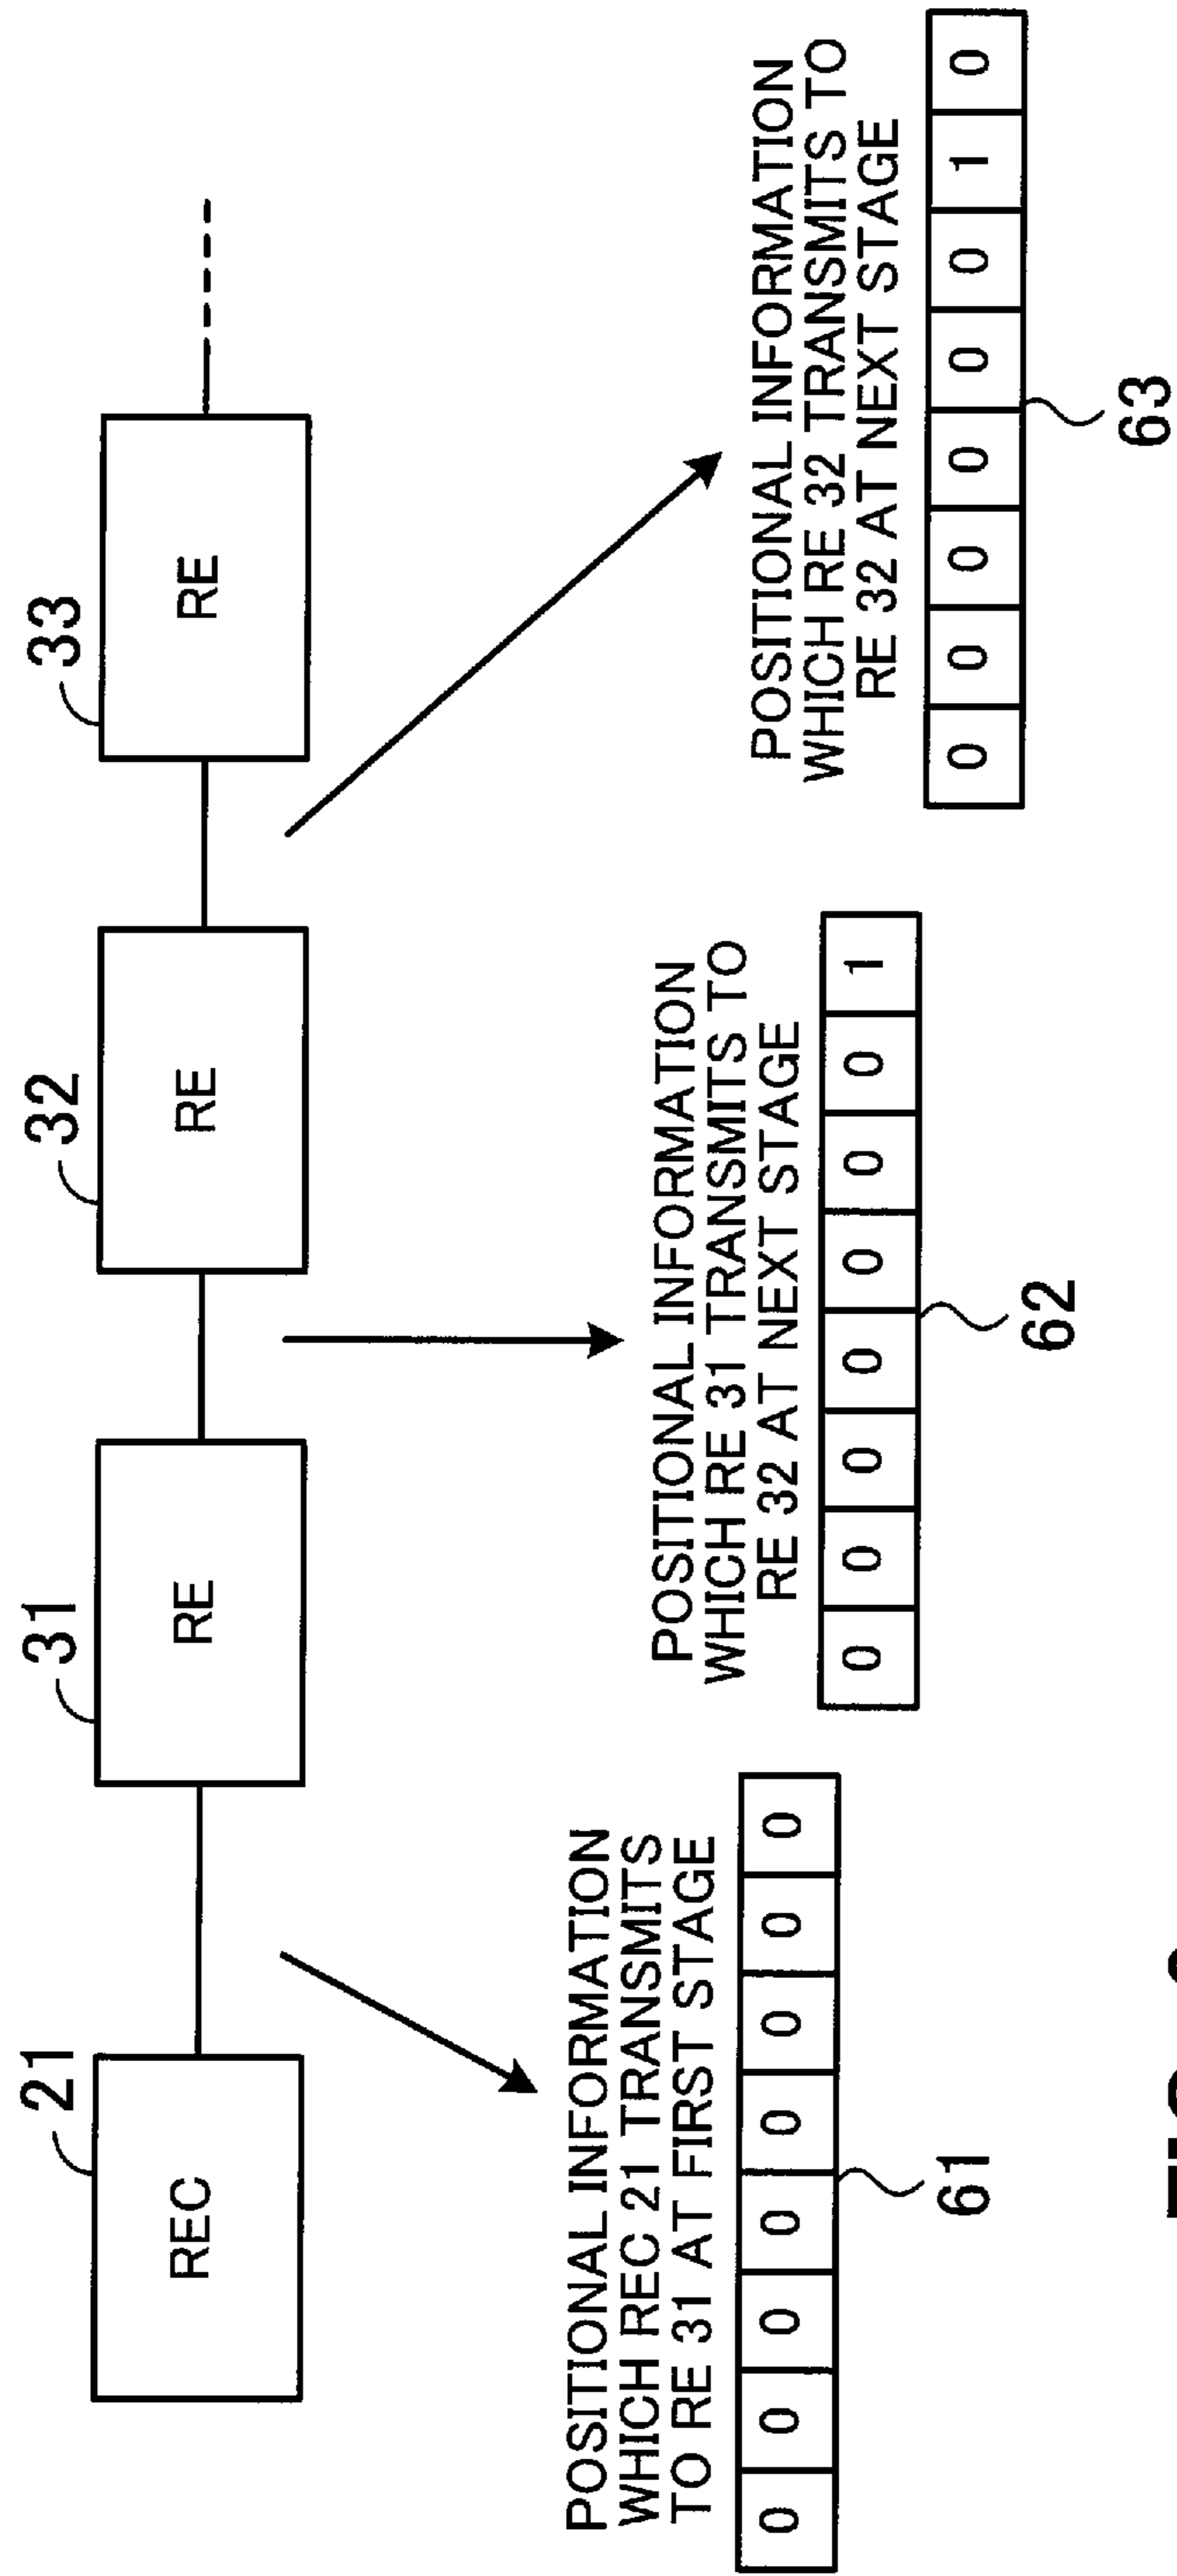 21
31
32
33
REC
RE
RE
RE
POSITIONAL INFORMATION
WHICH REC 21 TRANSMITS
TO RE 31 AT FIRST STAGE
0 0 0 0 0 0 0 0
61
POSITIONAL INFORMATION
WHICH RE 31 TRANSMITS TO
RE 32 AT NEXT STAGE
0 0 0 0 0 0 0 1
62
POSITIONAL INFORMATION
WHICH RE 32 TRANSMITS TO
RE 32 AT NEXT STAGE
0 0 0 0 0 0 1 0
63